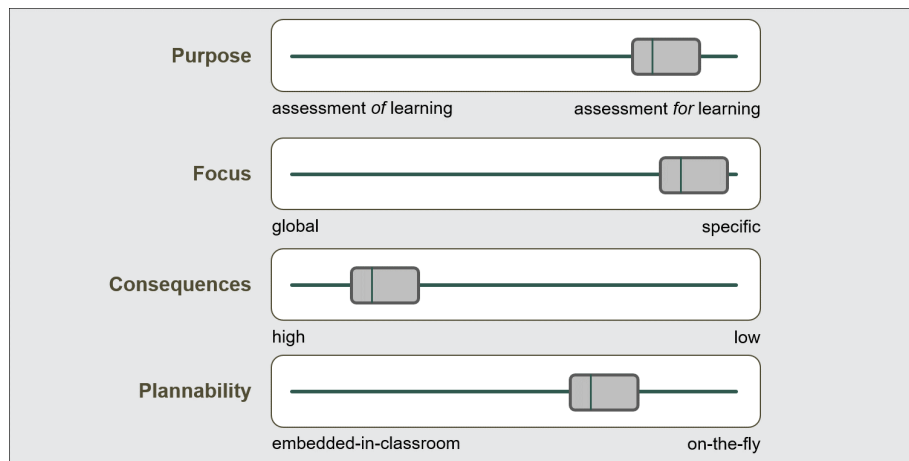 Purpose
assessment of learning assessment for learning
Focus
global specific
Consequences
high low
Plannability
embedded-in-classroom on-the-fly